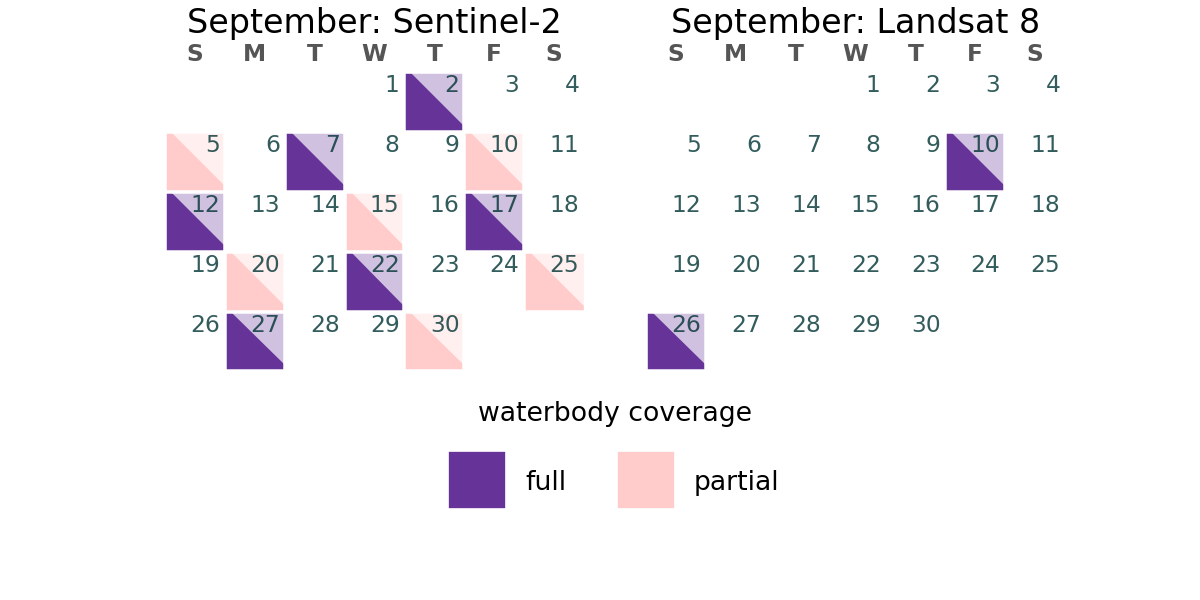 September: Sentinel-2
S M T W T F S
1 2 3 4
5 6 7 8 9 10 11
12 13 14 15 16 17 18
19 20 21 22 23 24 25
26 27 28 29 30
September: Landsat 8
S M T W T F S
1 2 3 4
5 6 7 8 9 10 11
12 13 14 15 16 17 18
19 20 21 22 23 24 25
26 27 28 29 30
waterbody coverage
full partial